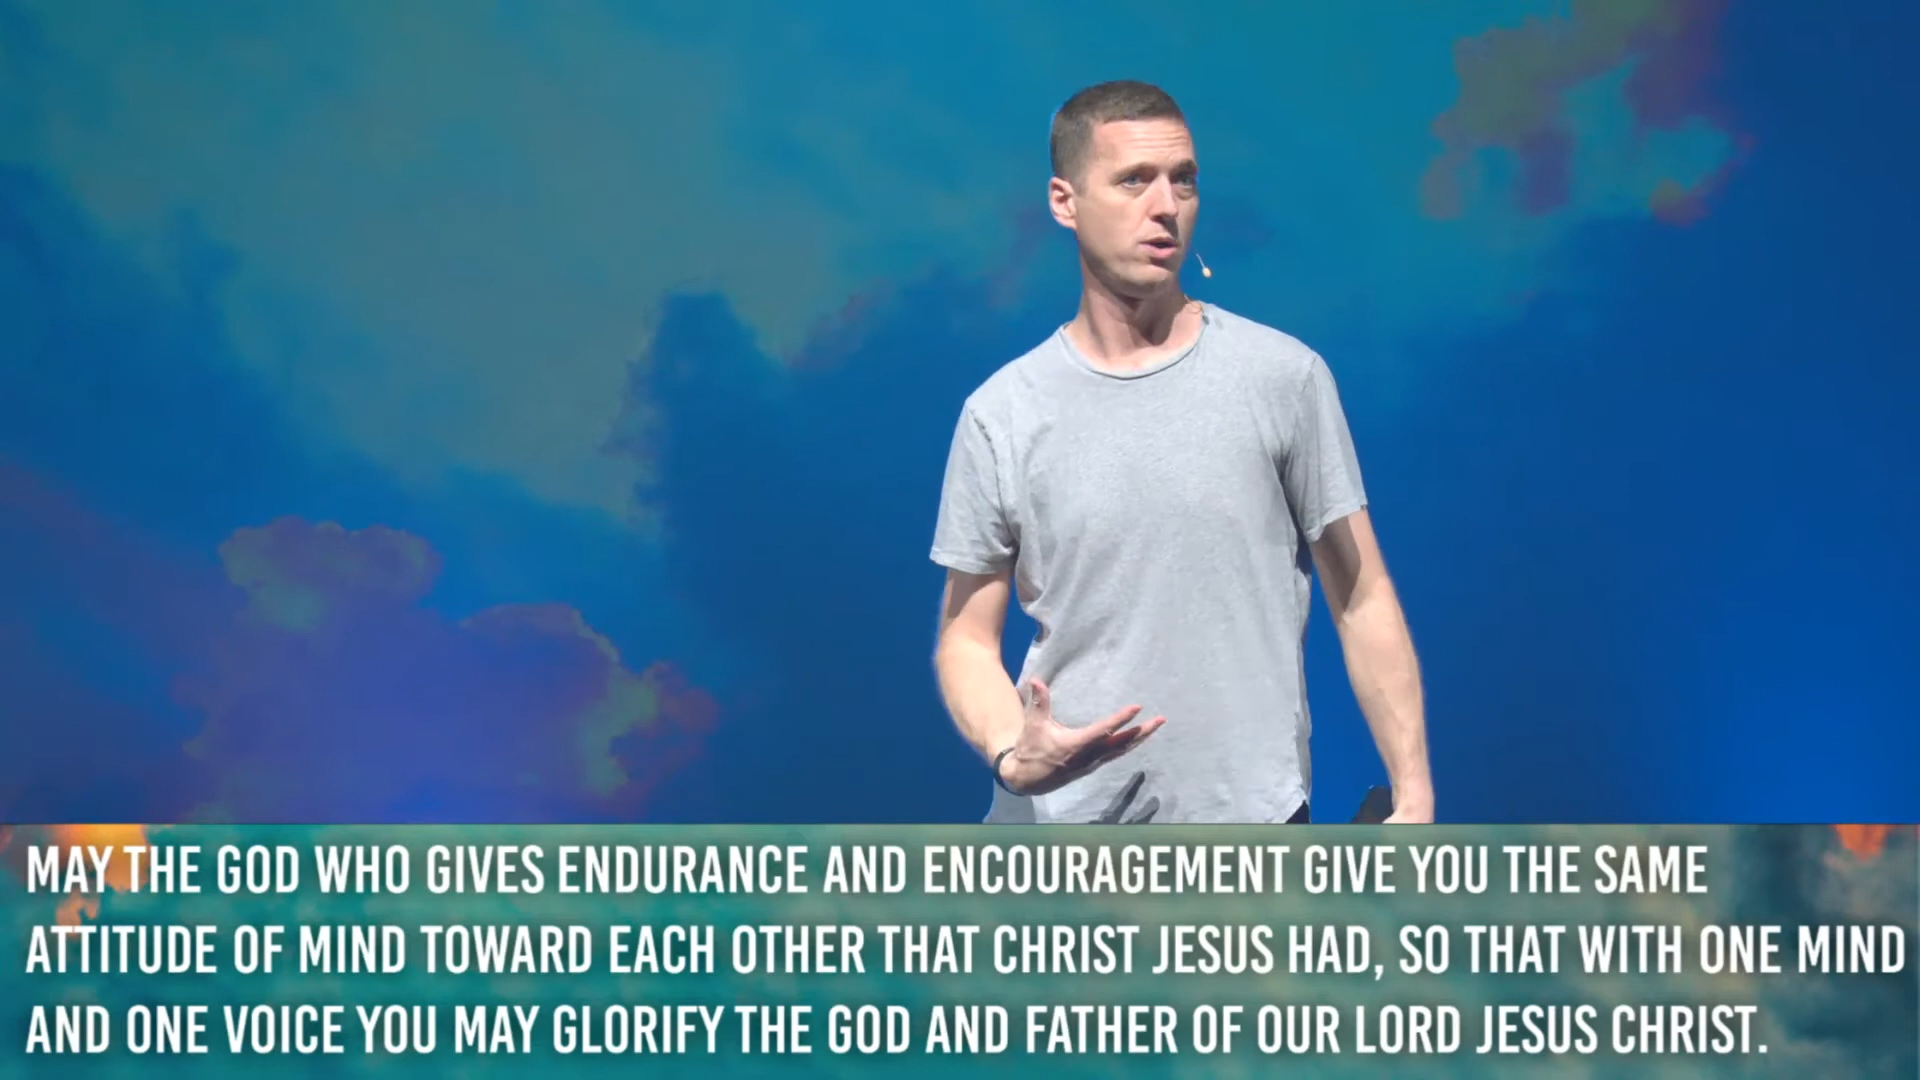 MAY THE GOD WHO GIVES ENDURANCE AND ENCOURAGEMENT GIVE YOU THE SAME
ATTITUDE OF MIND TOWARD EACH OTHER THAT CHRIST JESUS HAD, SO THAT WITH ONE MIND
AND ONE VOICE YOU MAY GLORIFY THE GOD AND FATHER OF OUR LORD JESUS CHRIST.